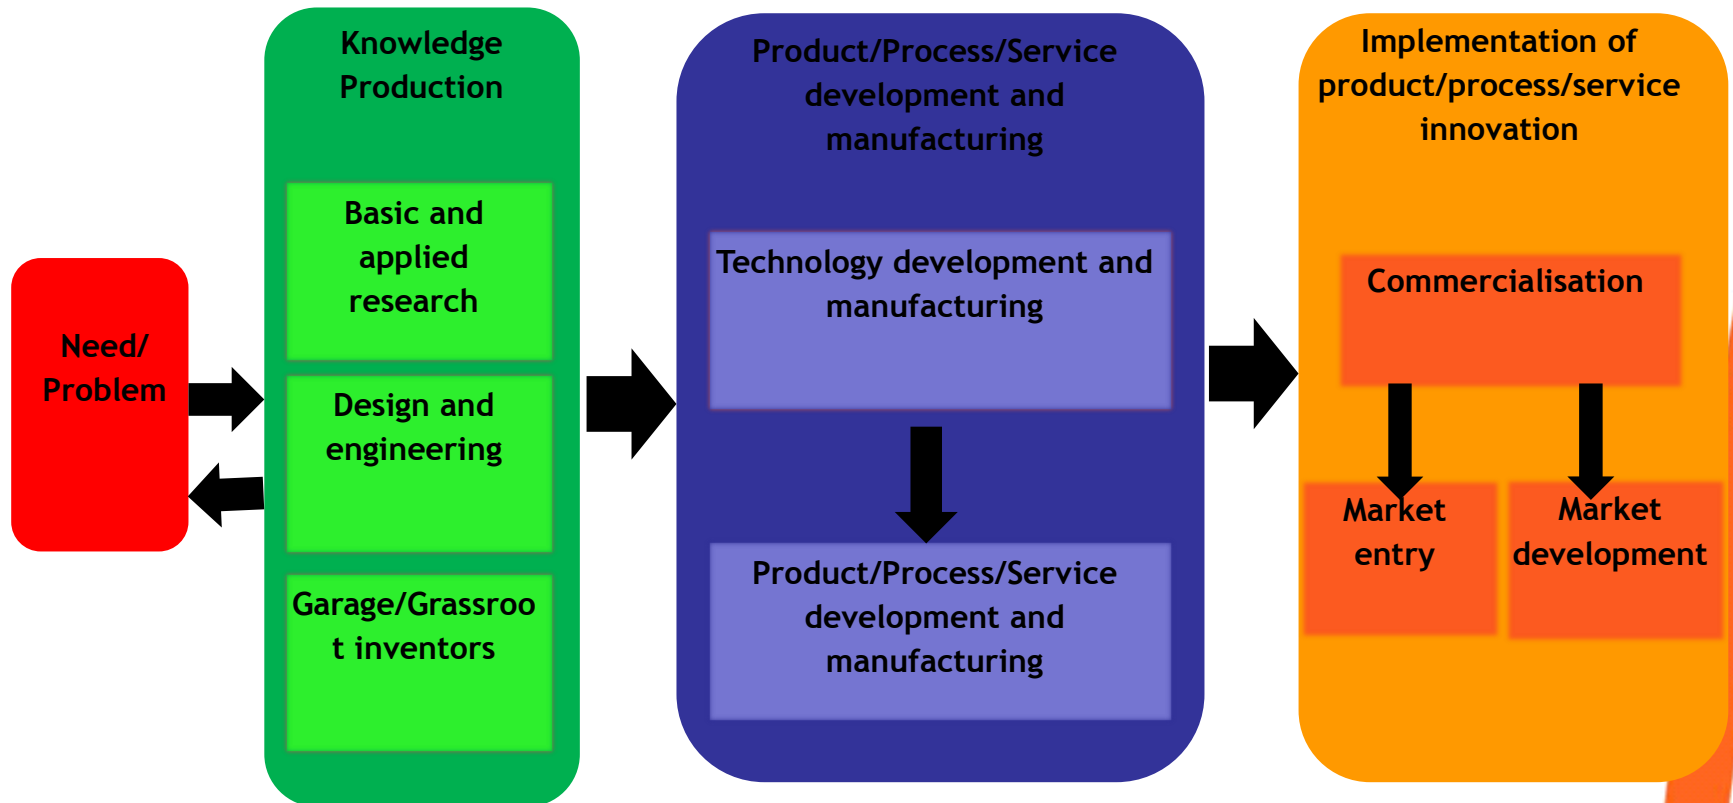 Need/
Problem
Knowledge
Production
Basic and
applied
research
Design and
engineering
Garage/Grassroo
t inventors
Product/Process/Service
development and
manufacturing
Technology development and
manufacturing
Product/Process/Service
development and
manufacturing
Implementation of
product/process/service
innovation
Commercialisation
Market
entry
Market
development